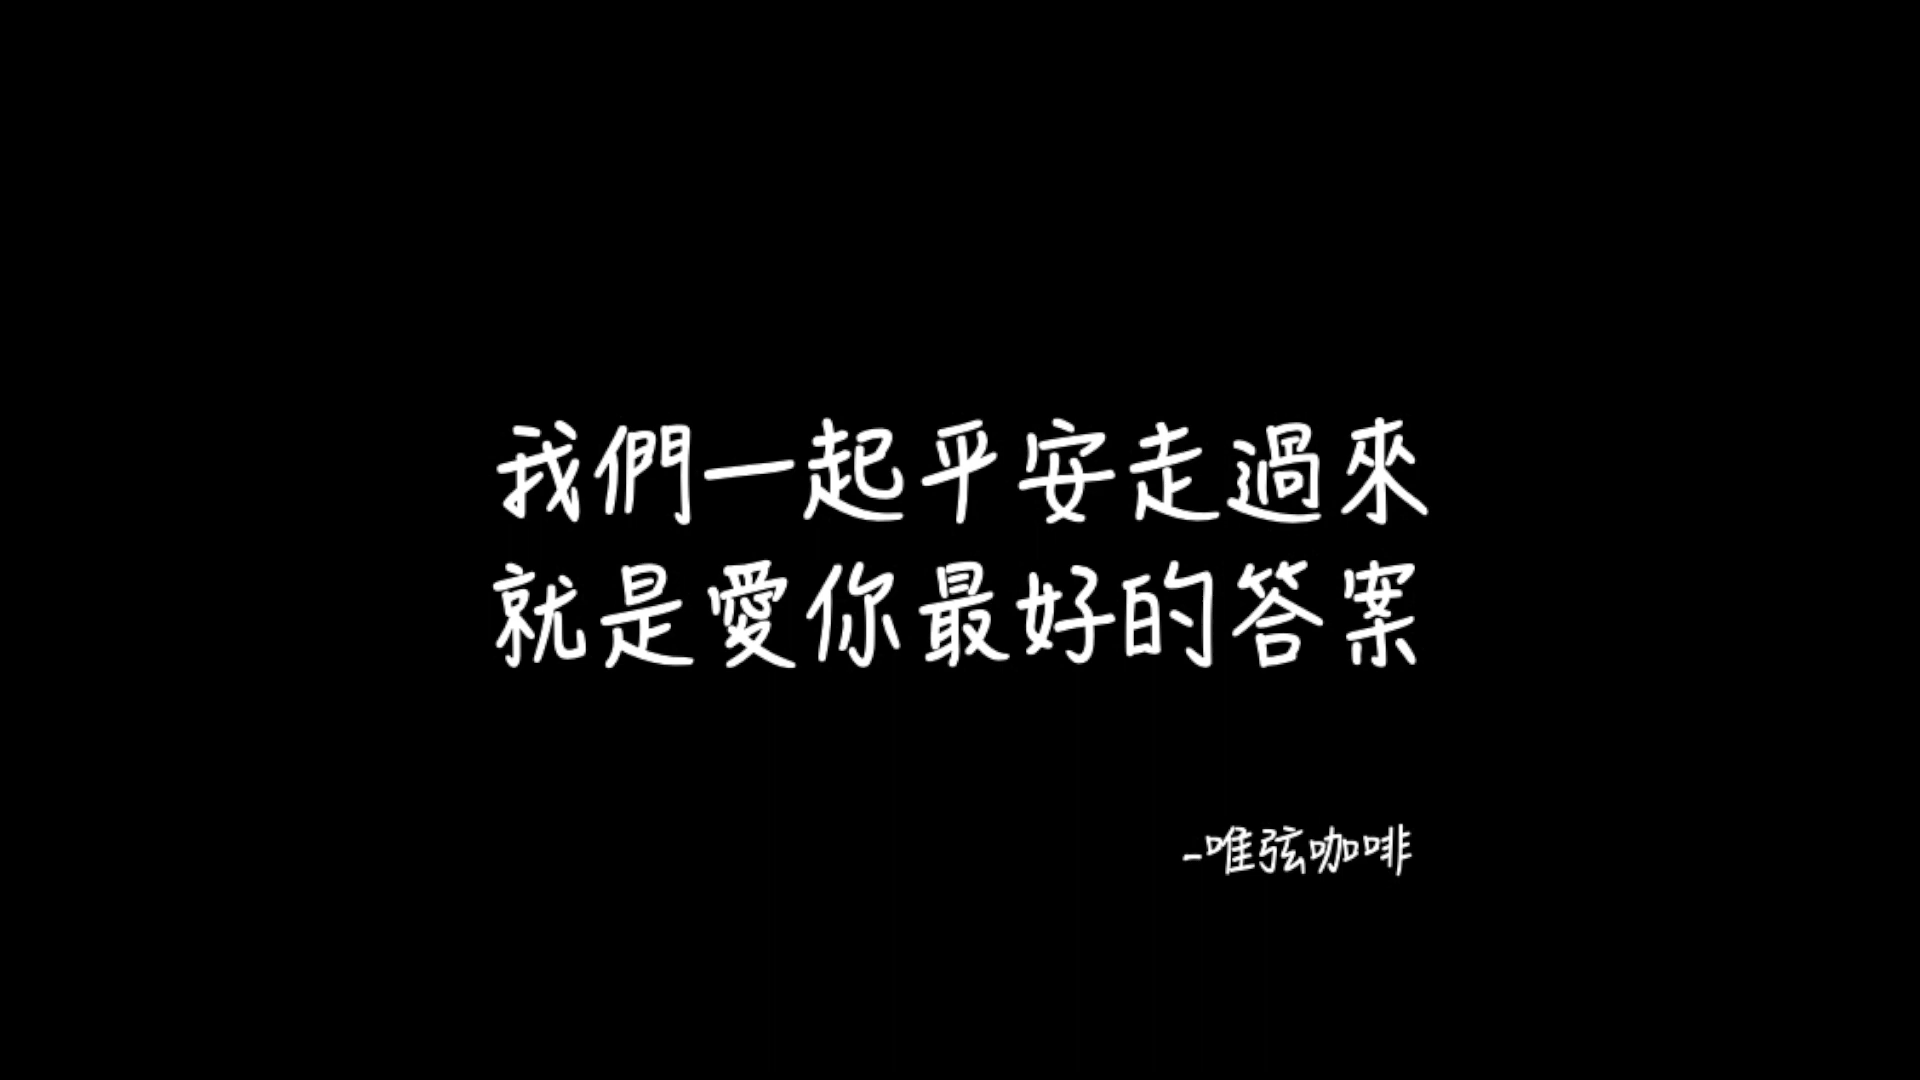 我們一起平安走過來
就是愛你最好的答案
-唯弦咖啡